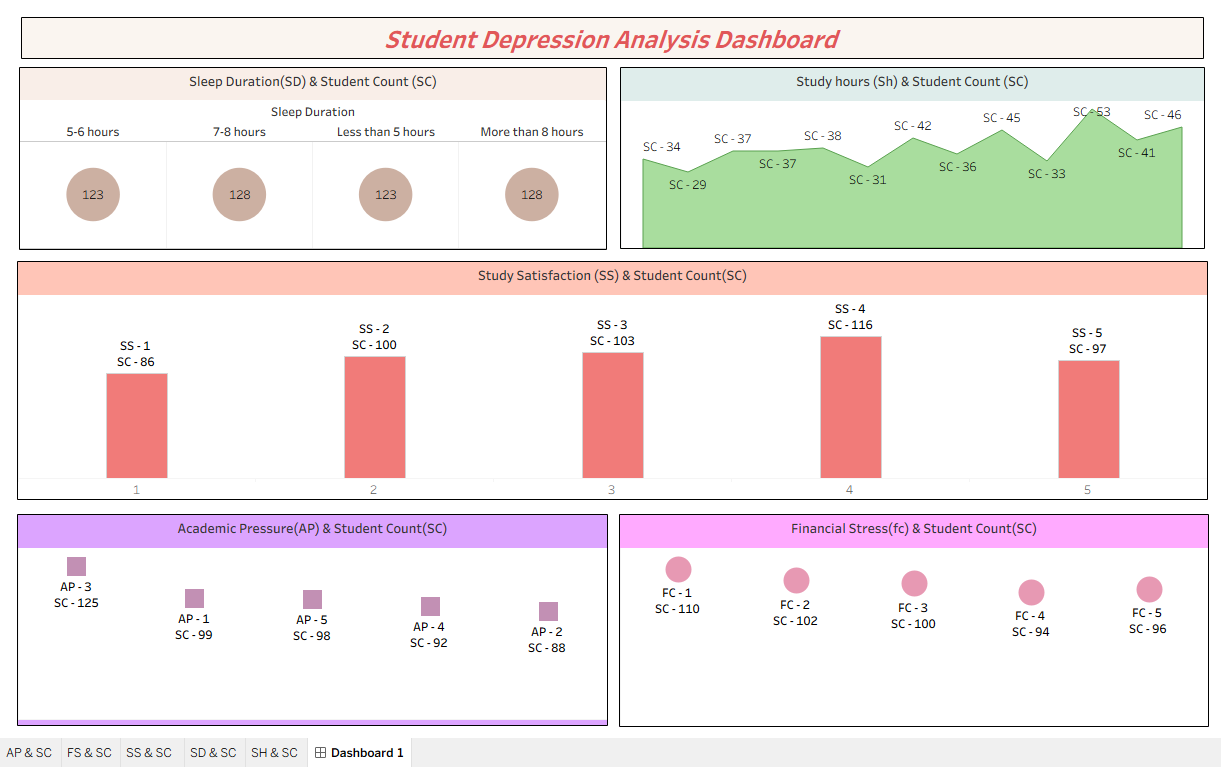 Student Depression Analysis Dashboard
Sleep Duration(SD) & Student Count (SC)
Sleep Duration
5-6 hours 7-8 hours Less than 5 hours More than 8 hours
123 128 123 128
Study hours (Sh) & Student Count (SC)
SC - 34
SC - 29
SC - 37
SC - 37
SC - 38
SC - 31
SC - 42
SC - 36
SC - 45
SC - 33
SC - 53
SC - 41
SC - 46
Study Satisfaction (SS) & Student Count(SC)
SS - 1
SC - 86
SS - 2
SC - 100
SS - 3
SC - 103
SS - 4
SC - 116
SS - 5
SC - 97
1 2 3 4 5
Academic Pressure(AP) & Student Count(SC)
AP - 3
SC - 125
AP - 1
SC - 99
AP - 5
SC - 98
AP - 4
SC - 92
AP - 2
SC - 88
Financial Stress(fc) & Student Count(SC)
FC - 1
SC - 110
FC - 2
SC - 102
FC - 3
SC - 100
FC - 4
SC - 94
FC - 5
SC - 96
AP & SC FS & SC SS & SC SD & SC SH & SC Dashboard 1